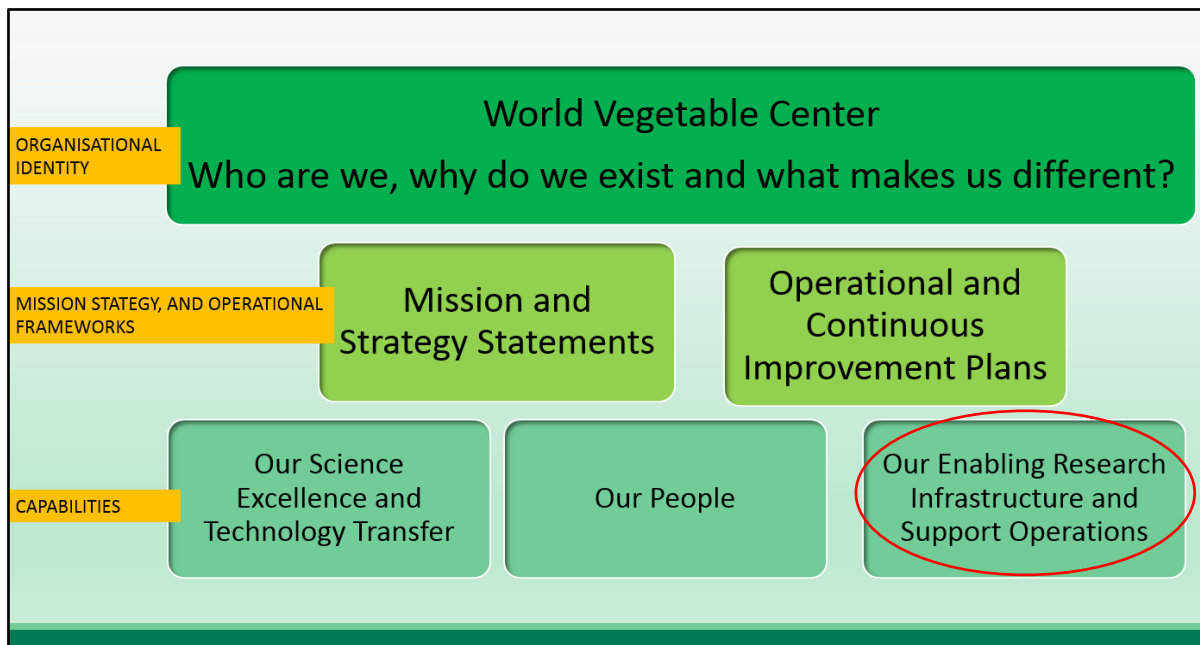 World Vegetable Center
ORGANISATIONAL
IDENTITY
Who are we, why do we exist and what makes us different?
MISSION STATEGY, AND OPERATIONAL
FRAMEWORKS
Mission and
Strategy Statements
Operational and
Continuous
Improvement Plans
CAPABILITIES
Our Science
Excellence and
Technology Transfer
Our People
Our Enabling Research
Infrastructure and
Support Operations